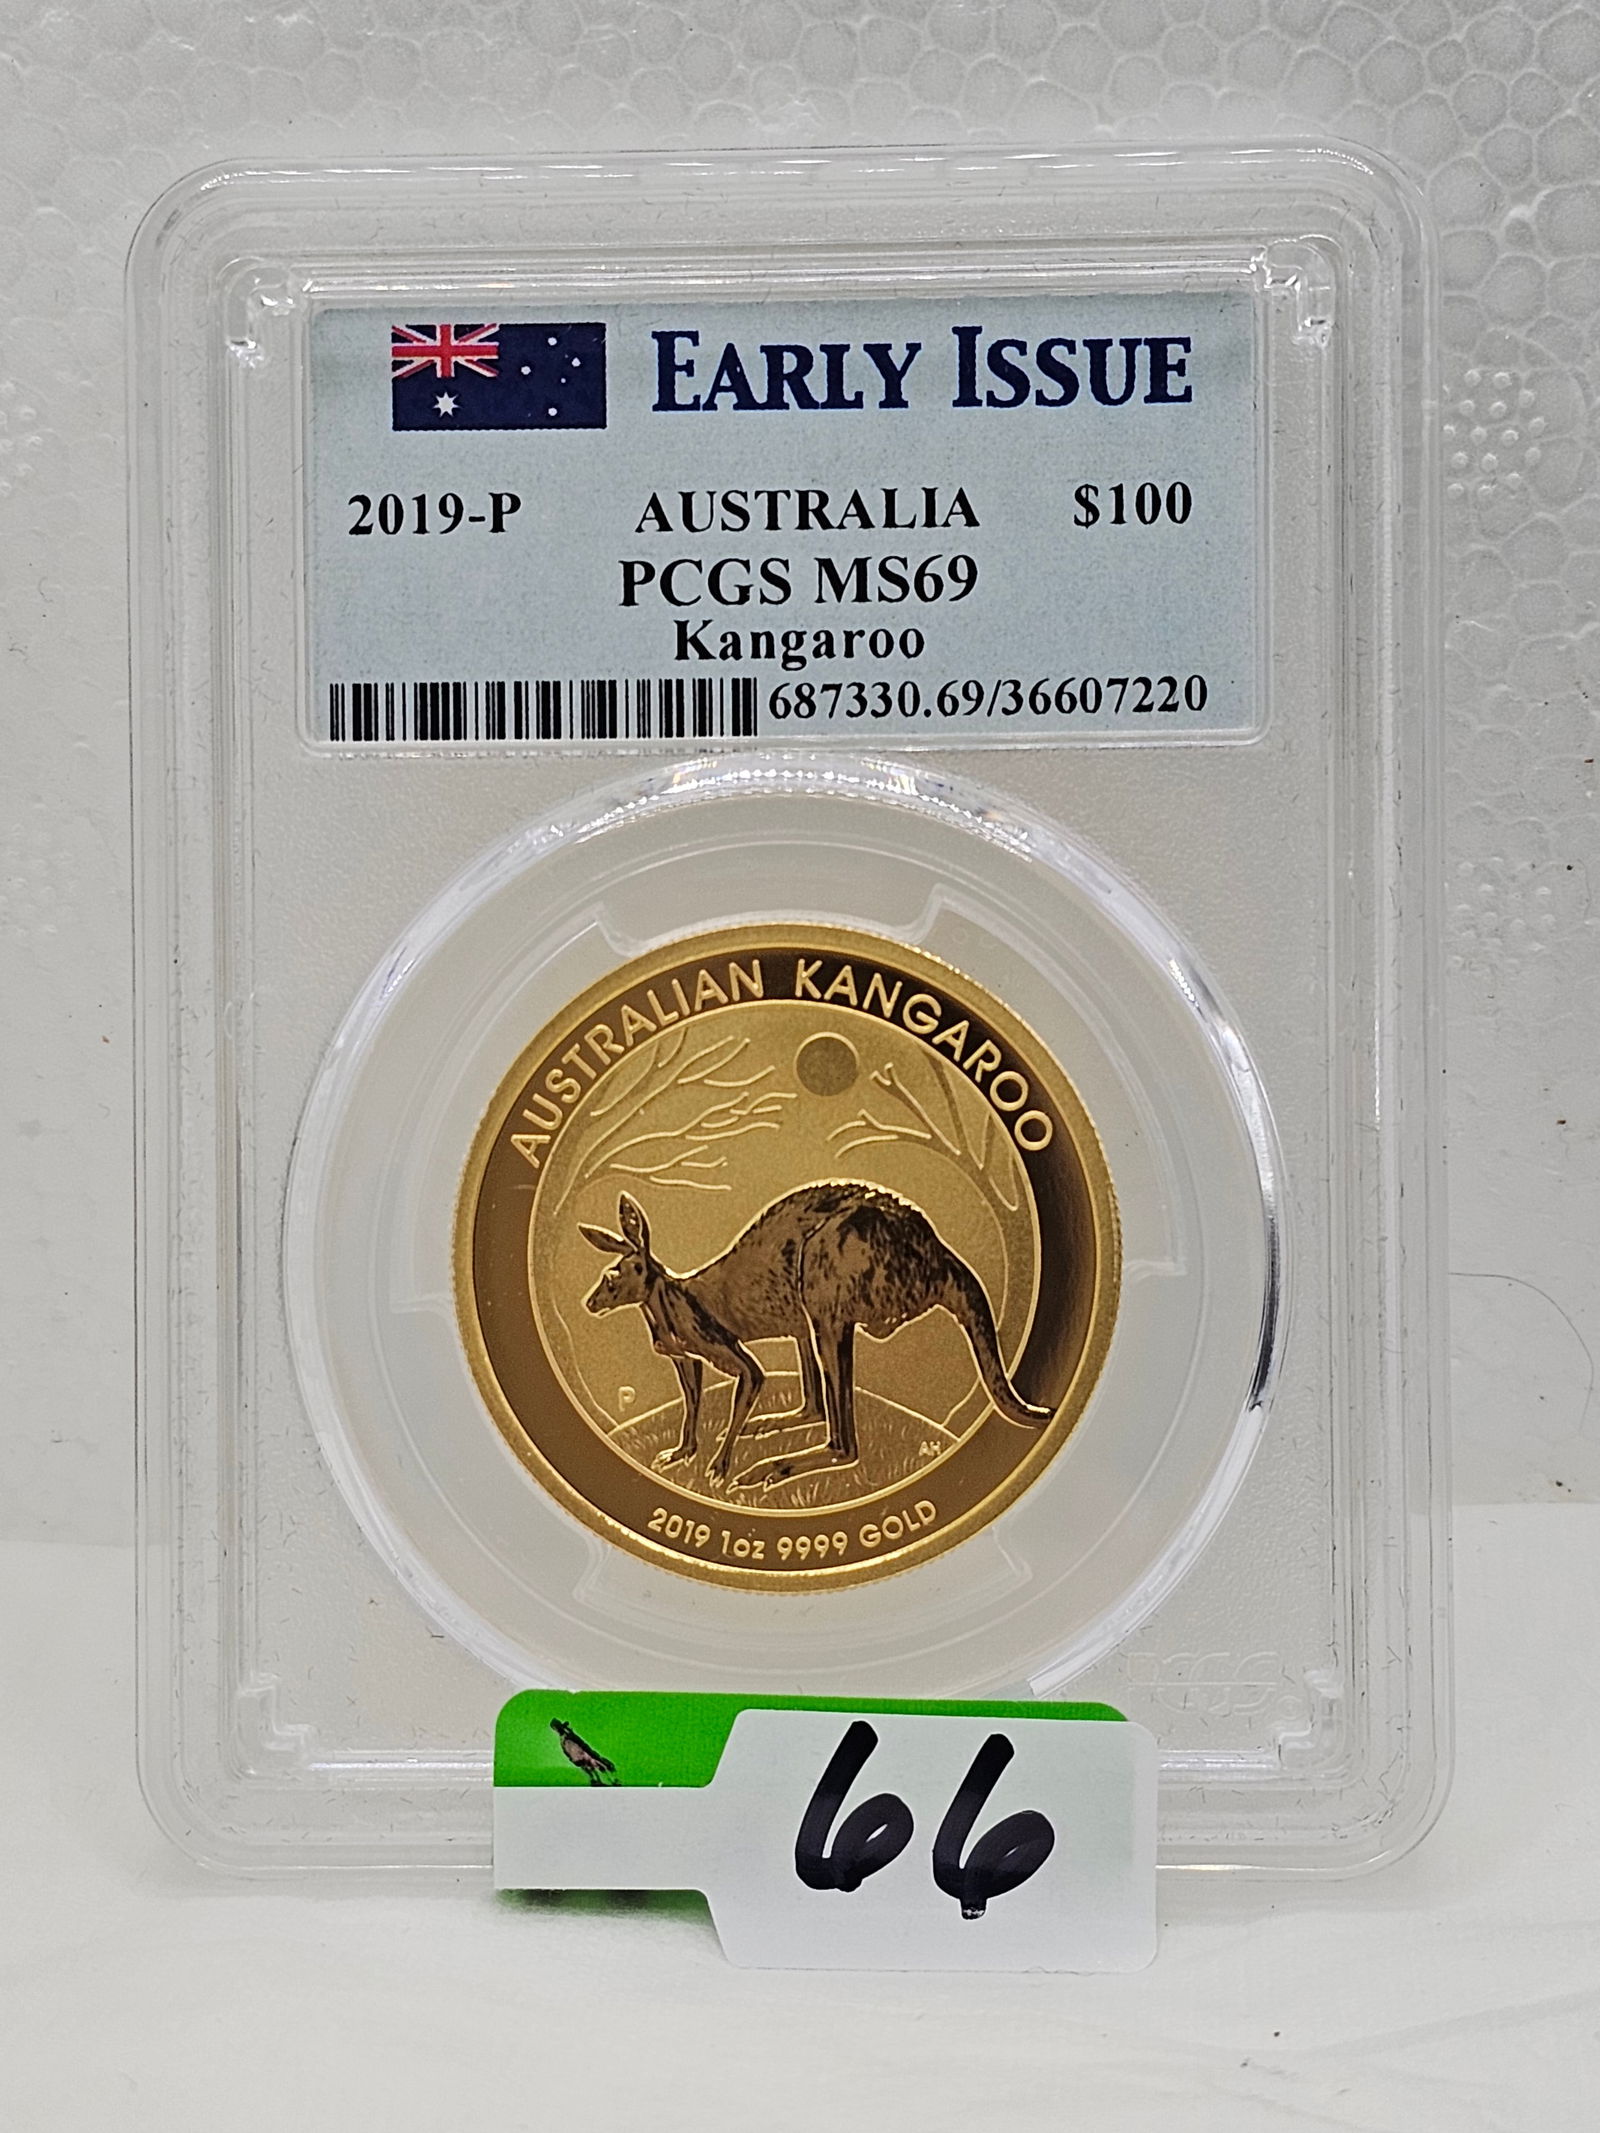 EARLY ISSUE
2019-P AUSTRALIA $100
PCGS MS69
Kangaroo
687330.69/36607220
AUSTRALIAN KANGAROO
P
AH
2019 1oz 9999 GOLD
PCGS
66